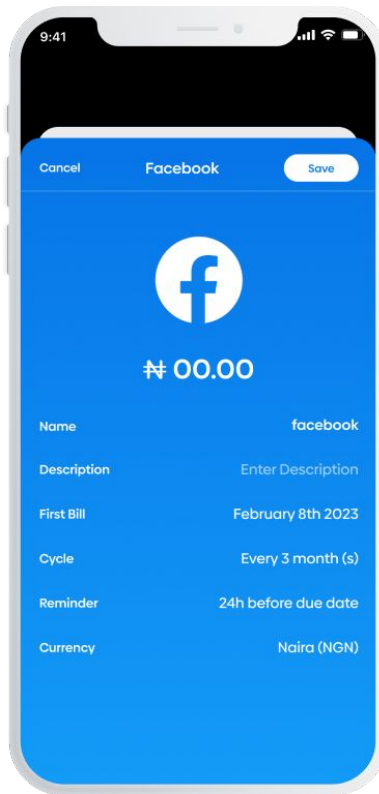 9:41
Cancel Facebook Save
₦ 00.00
Name facebook
Description Enter Description
First Bill February 8th 2023
Cycle Every 3 month (s)
Reminder 24h before due date
Currency Naira (NGN)